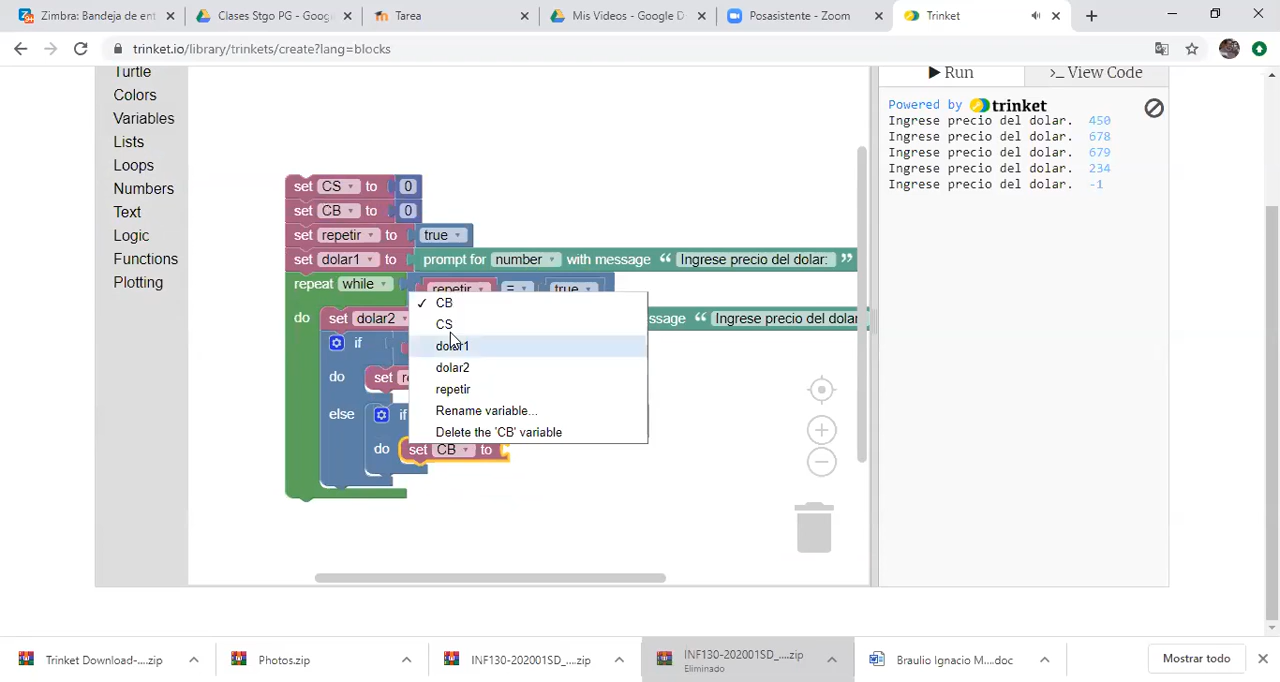 Zimbra: Bandeja de ent
Clases Stgo PG - Goog
Tarea
Mis Videos - Google D
Posasistente - Zoom
Trinket
trinket.io/library/trinkets/create?lang=blocks
Turtle
Colors
Variables
Lists
Loops
Numbers
Text
Logic
Functions
Plotting
set CS to 0
set CB to 0
set repetir to true
set dolar1 to prompt for number with message “ Ingrese precio del dolar: ”
repeat while repetir = true
do set dolar2 ssage “ Ingrese precio del dolar
if
do set re
else if
do set CB to
✓ CB
CS
dolar1
dolar2
repetir
Rename variable...
Delete the 'CB' variable
Run
>_ View Code
Powered by trinket
Ingrese precio del dolar. 450
Ingrese precio del dolar. 678
Ingrese precio del dolar. 679
Ingrese precio del dolar. 234
Ingrese precio del dolar. -1
Trinket Download-....zip
Photos.zip
INF130-202001SD_....zip
INF130-202001SD_....zip
Eliminado
Braulio Ignacio M....doc
Mostrar todo